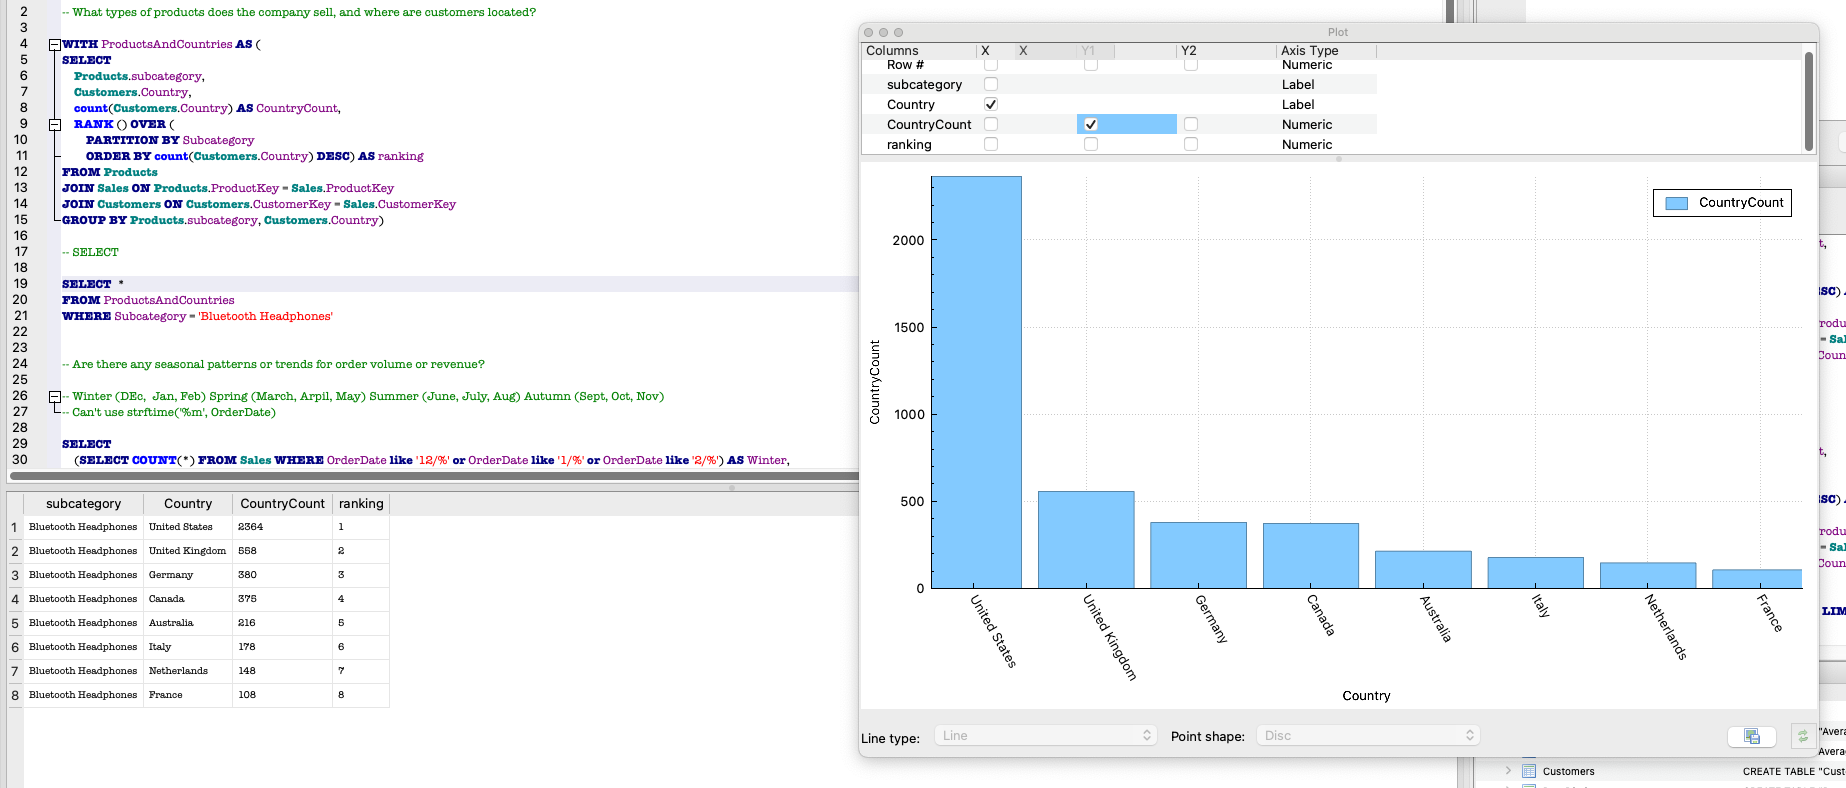 2 -- What types of products does the company sell, and where are customers located?
3
4 WITH ProductsAndCountries AS (
5 SELECT
6 Products.subcategory,
7 Customers.Country,
8 count(Customers.Country) AS CountryCount,
9 RANK () OVER (
10 PARTITION BY Subcategory
11 ORDER BY count(Customers.Country) DESC) AS ranking
12 FROM Products
13 JOIN Sales ON Products.ProductKey = Sales.ProductKey
14 JOIN Customers ON Customers.CustomerKey = Sales.CustomerKey
15 GROUP BY Products.subcategory, Customers.Country)
16
17 -- SELECT
18
19 SELECT *
20 FROM ProductsAndCountries
21 WHERE Subcategory = 'Bluetooth Headphones'
22
23
24 -- Are there any seasonal patterns or trends for order volume or revenue?
25
26 -- Winter (DEc, Jan, Feb) Spring (March, Arpil, May) Summer (June, July, Aug) Autumn (Sept, Oct, Nov)
27 -- Can't use strftime('%m', OrderDate)
28
29 SELECT
30 (SELECT COUNT(*) FROM Sales WHERE OrderDate like '12/%' or OrderDate like '1/%' or OrderDate like '2/%') AS Winter,
subcategory Country CountryCount ranking
1 Bluetooth Headphones United States 2364 1
2 Bluetooth Headphones United Kingdom 558 2
3 Bluetooth Headphones Germany 380 3
4 Bluetooth Headphones Canada 375 4
5 Bluetooth Headphones Australia 216 5
6 Bluetooth Headphones Italy 178 6
7 Bluetooth Headphones Netherlands 148 7
8 Bluetooth Headphones France 108 8
Plot
Columns X X Y1 Y2 Axis Type
Row # Numeric
subcategory Label
Country Label
CountryCount Numeric
ranking Numeric
CountryCount
CountryCount
2000
1500
1000
500
0
United States
United Kingdom
Germany
Canada
Australia
Italy
Netherlands
France
Country
Line type: Line Point shape: Disc
t,
SC)
= Sal
t,
SC)
= Sal
LIM
"Avera
Avera
Customers CREATE TABLE "Cust